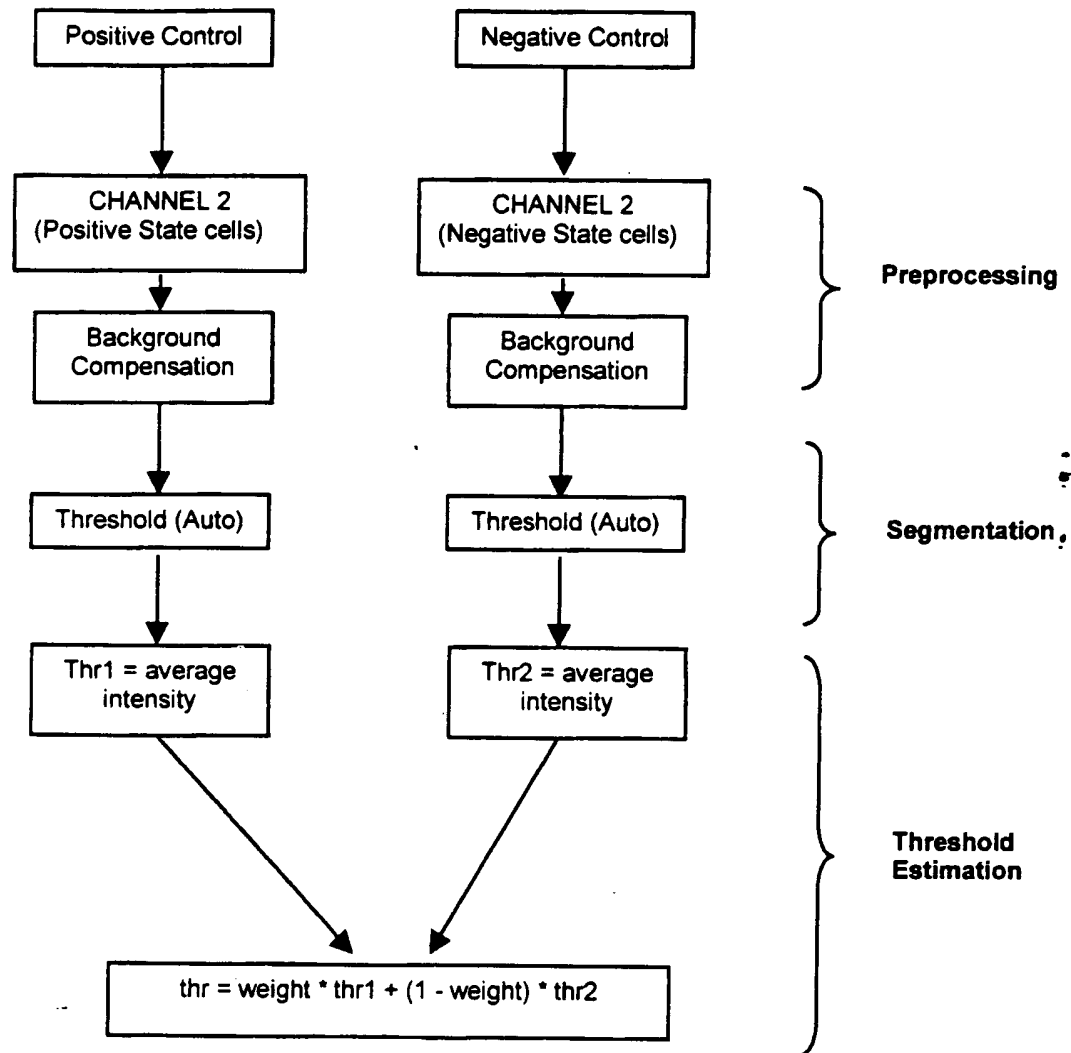 Positive Control
Negative Control
CHANNEL 2
(Positive State cells)
CHANNEL 2
(Negative State cells)
Preprocessing
Background
Compensation
Background
Compensation
Threshold (Auto)
Threshold (Auto)
Segmentation
Thr1 = average
intensity
Thr2 = average
intensity
Threshold
Estimation
thr = weight * thr1 + (1 - weight) * thr2